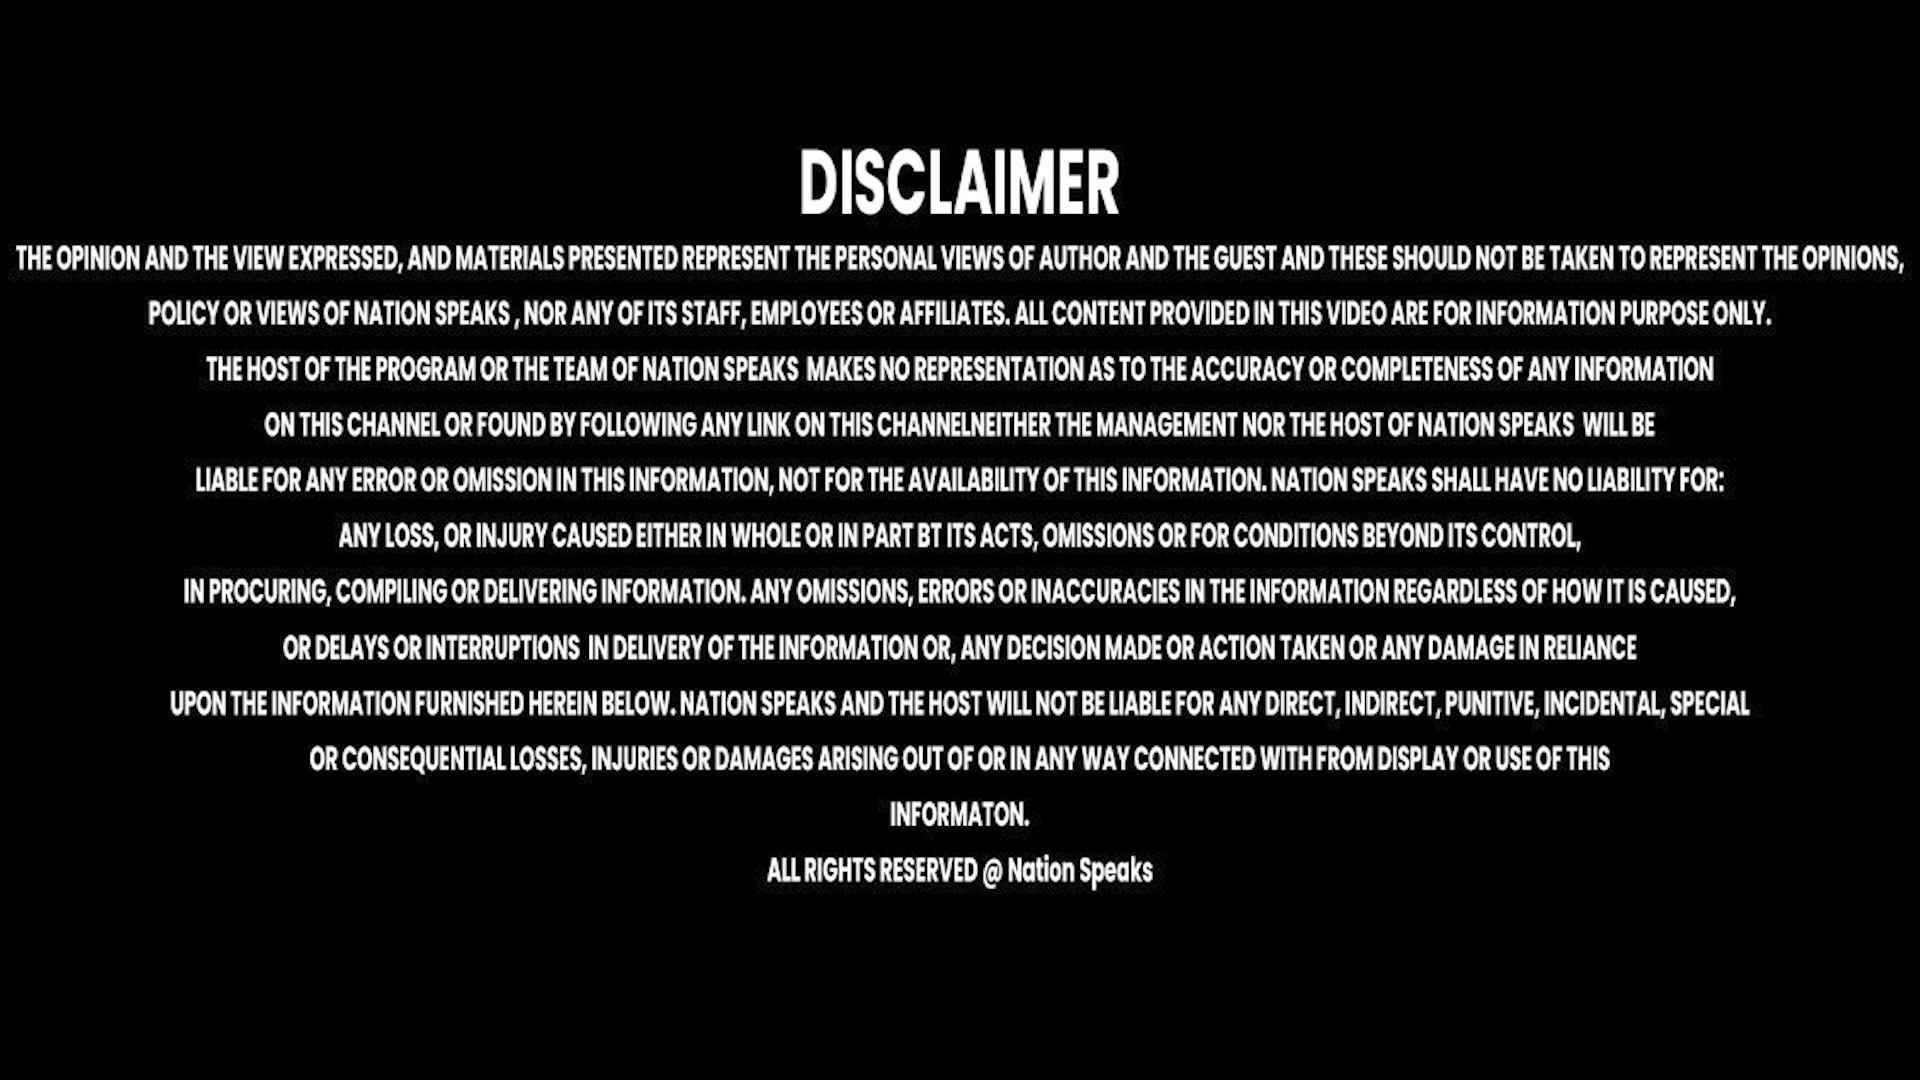 DISCLAIMER
THE OPINION AND THE VIEW EXPRESSED, AND MATERIALS PRESENTED REPRESENT THE PERSONAL VIEWS OF AUTHOR AND THE GUEST AND THESE SHOULD NOT BE TAKEN TO REPRESENT THE OPINIONS,
POLICY OR VIEWS OF NATION SPEAKS , NOR ANY OF ITS STAFF, EMPLOYEES OR AFFILIATES. ALL CONTENT PROVIDED IN THIS VIDEO ARE FOR INFORMATION PURPOSE ONLY.
THE HOST OF THE PROGRAM OR THE TEAM OF NATION SPEAKS MAKES NO REPRESENTATION AS TO THE ACCURACY OR COMPLETENESS OF ANY INFORMATION
ON THIS CHANNEL OR FOUND BY FOLLOWING ANY LINK ON THIS CHANNELNEITHER THE MANAGEMENT NOR THE HOST OF NATION SPEAKS WILL BE
LIABLE FOR ANY ERROR OR OMISSION IN THIS INFORMATION, NOT FOR THE AVAILABILITY OF THIS INFORMATION. NATION SPEAKS SHALL HAVE NO LIABILITY FOR:
ANY LOSS, OR INJURY CAUSED EITHER IN WHOLE OR IN PART BT ITS ACTS, OMISSIONS OR FOR CONDITIONS BEYOND ITS CONTROL,
IN PROCURING, COMPILING OR DELIVERING INFORMATION. ANY OMISSIONS, ERRORS OR INACCURACIES IN THE INFORMATION REGARDLESS OF HOW IT IS CAUSED,
OR DELAYS OR INTERRUPTIONS IN DELIVERY OF THE INFORMATION OR, ANY DECISION MADE OR ACTION TAKEN OR ANY DAMAGE IN RELIANCE
UPON THE INFORMATION FURNISHED HEREIN BELOW. NATION SPEAKS AND THE HOST WILL NOT BE LIABLE FOR ANY DIRECT, INDIRECT, PUNITIVE, INCIDENTAL, SPECIAL
OR CONSEQUENTIAL LOSSES, INJURIES OR DAMAGES ARISING OUT OF OR IN ANY WAY CONNECTED WITH FROM DISPLAY OR USE OF THIS
INFORMATON.
ALL RIGHTS RESERVED @ Nation Speaks